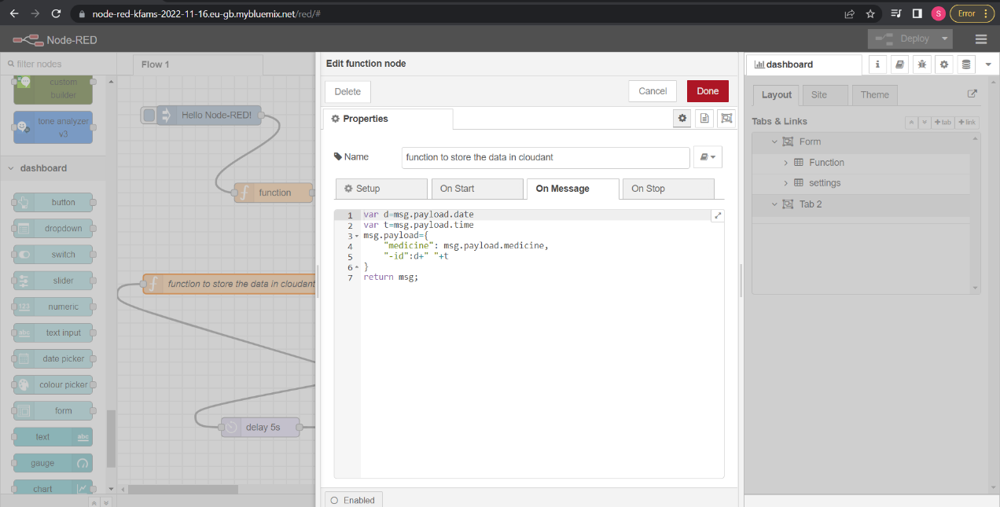 node-red-kfams-2022-11-16.eu-gb.mybluemix.net/red/#
S
Error
Node-RED
Deploy
filter nodes
custom
builder
tone analyzer
v3
dashboard
button
dropdown
switch
slider
123
numeric
abc
text input
date picker
colour picker
form
text
abc
gauge
chart
Flow 1
Hello Node-RED!
f
function
f
function to store the data in cloudant
delay 5s
Edit function node
Delete
Cancel
Done
Properties
Name
function to store the data in cloudant
Setup
On Start
On Message
On Stop
1 var d=msg.payload.date
2 var t=msg.payload.time
3 msg.payload={
4 "medicine": msg.payload.medicine,
5 "-id":d+" "+t
6 }
7 return msg;
Enabled
dashboard
i
Layout
Site
Theme
Tabs & Links
+tab
+link
Form
Function
settings
Tab 2